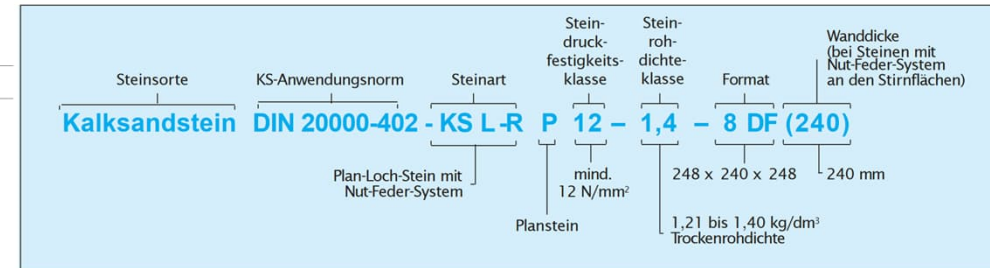 Steinsorte
KS-Anwendungsnorm
Steinart
Stein-
druck-
festigkeits-
klasse
Stein-
roh-
dichte-
klasse
Format
Wanddicke
(bei Steinen mit
Nut-Feder-System
an den Stirnflächen)
Kalksandstein DIN 20000-402 - KS L -R P 12 – 1,4 – 8 DF (240)
Plan-Loch-Stein mit
Nut-Feder-System
Planstein
mind.
12 N/mm²
1,21 bis 1,40 kg/dm³
Trockenrohdichte
248 x 240 x 248
240 mm